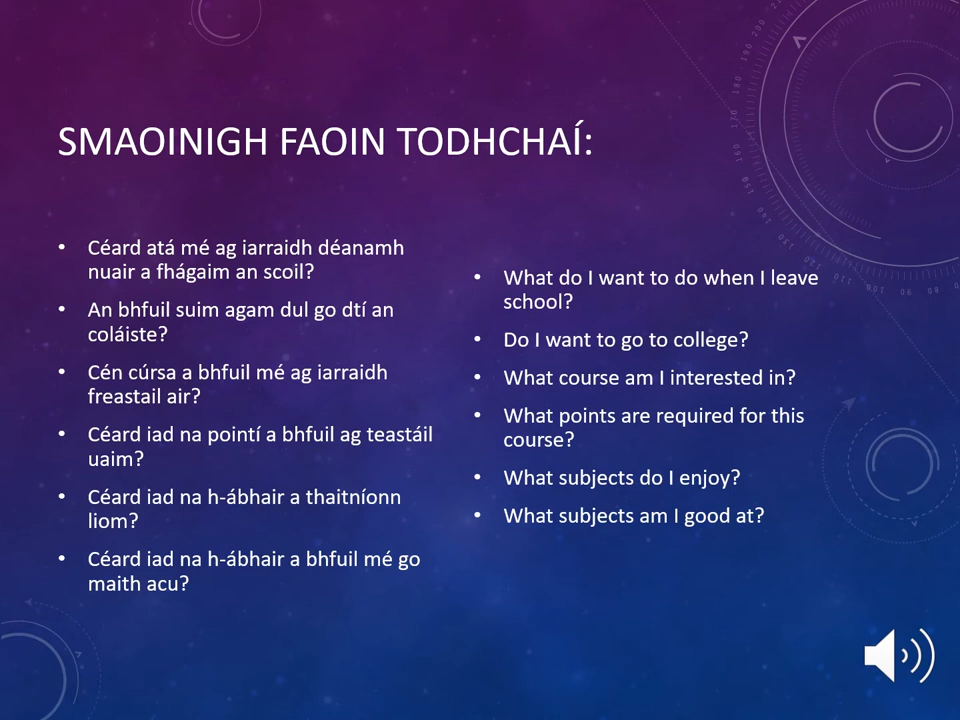 SMAOINIGH FAOIN TODHCHAÍ:
• Céard atá mé ag iarraidh déanamh
nuair a fhágaim an scoil?
• An bhfuil suim agam dul go dtí an
coláiste?
• Cén cúrsa a bhfuil mé ag iarraidh
freastail air?
• Céard iad na pointí a bhfuil ag teastáil
uaim?
• Céard iad na h-ábhair a thaitníonn
liom?
• Céard iad na h-ábhair a bhfuil mé go
maith acu?
• What do I want to do when I leave
school?
• Do I want to go to college?
• What course am I interested in?
• What points are required for this
course?
• What subjects do I enjoy?
• What subjects am I good at?